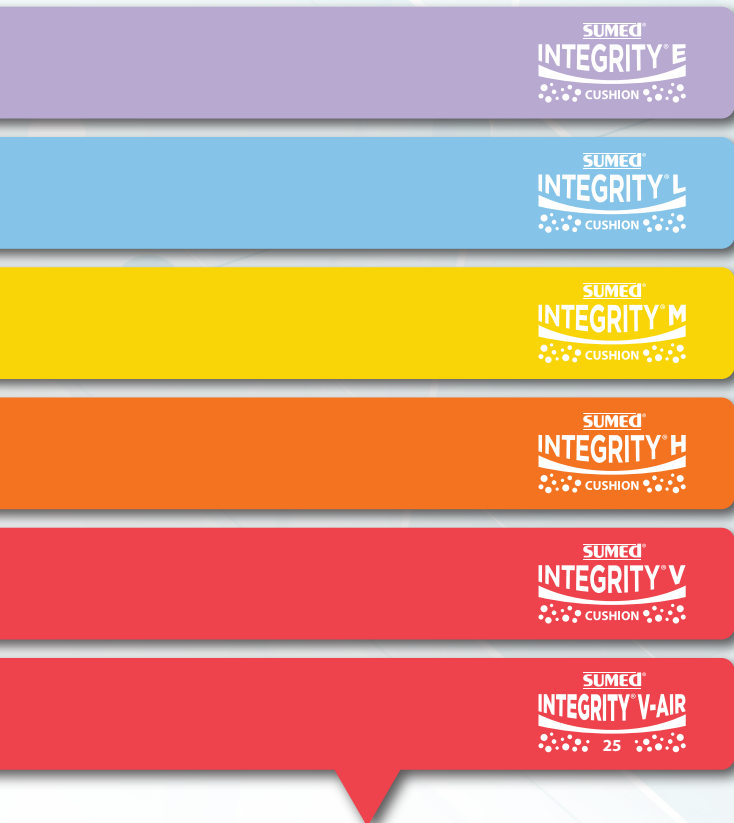 SUMED®
INTEGRITY® E
CUSHION
SUMED®
INTEGRITY® L
CUSHION
SUMED®
INTEGRITY® M
CUSHION
SUMED®
INTEGRITY® H
CUSHION
SUMED®
INTEGRITY® V
CUSHION
SUMED®
INTEGRITY® V-AIR
25